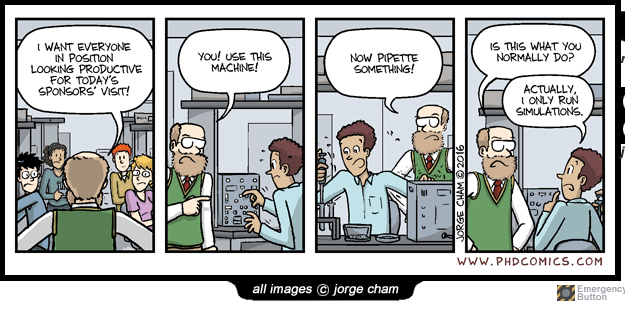 I WANT EVERYONE
IN POSITION
LOOKING PRODUCTIVE
FOR TODAY'S
SPONSORS' VISIT!
YOU! USE THIS
MACHINE!
NOW PIPETTE
SOMETHING!
IS THIS WHAT YOU
NORMALLY DO?
ACTUALLY,
I ONLY RUN
SIMULATIONS.
JORGE CHAM © 2016
WWW.PHDCOMICS.COM
all images © jorge cham
Emergency
Button